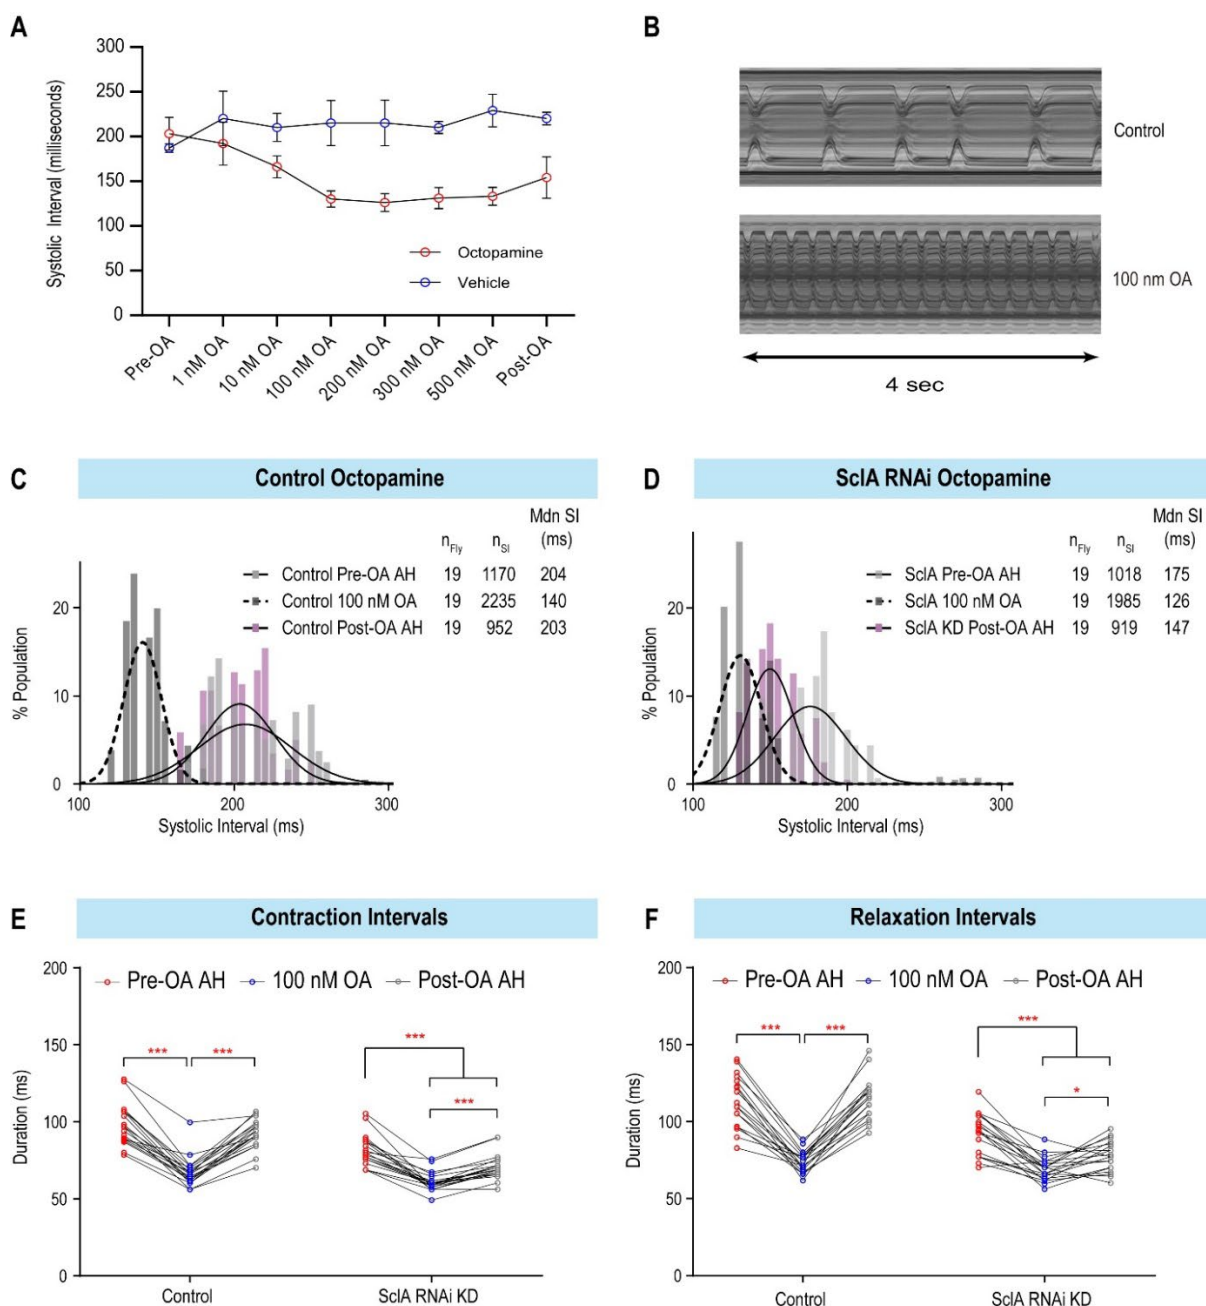 A
300
250
200
150
100
50
0
Systolic Interval (milliseconds)
Octopamine
Vehicle
Pre-OA
1 nM OA
10 nM OA
100 nM OA
200 nM OA
300 nM OA
500 nM OA
Post-OA
B
Control
100 nm OA
4 sec
C
Control Octopamine
Mdn SI
nFly nSI (ms)
Control Pre-OA AH 19 1170 204
Control 100 nM OA 19 2235 140
Control Post-OA AH 19 952 203
20
10
0
% Population
100 200 300
Systolic Interval (ms)
D
SclA RNAi Octopamine
Mdn SI
nFly nSI (ms)
SclA Pre-OA AH 19 1018 175
SclA 100 nM OA 19 1985 126
SclA KD Post-OA AH 19 919 147
20
10
0
% Population
100 200 300
Systolic Interval (ms)
E
Contraction Intervals
200
150
100
50
0
Duration (ms)
Pre-OA AH 100 nM OA Post-OA AH
*** ***
***
***
Control SclA RNAi KD
F
Relaxation Intervals
200
150
100
50
0
Duration (ms)
Pre-OA AH 100 nM OA Post-OA AH
*** ***
***
*
Control SclA RNAi KD